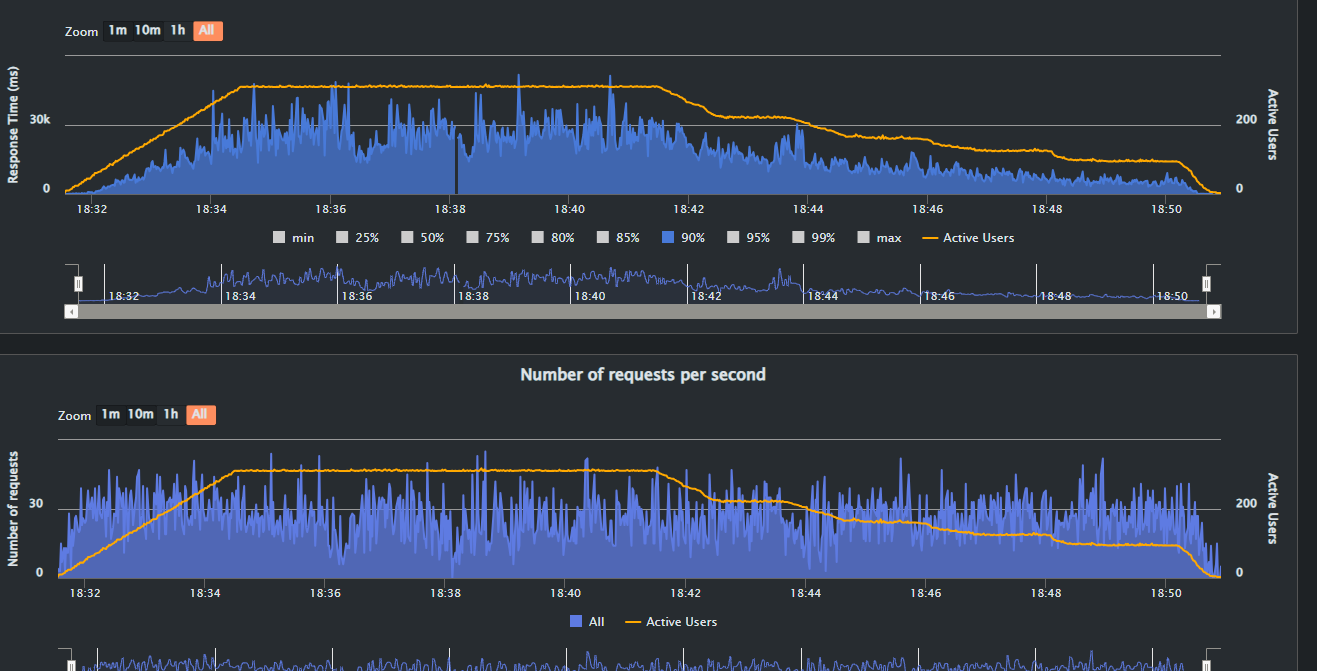 Zoom 1m 10m 1h All
Response Time (ms)
30k
0
Active Users
200
0
18:32 18:34 18:36 18:38 18:40 18:42 18:44 18:46 18:48 18:50
min 25% 50% 75% 80% 85% 90% 95% 99% max Active Users
18:32 18:34 18:36 18:38 18:40 18:42 18:44 18:46 18:48 18:50
Number of requests per second
Zoom 1m 10m 1h All
Number of requests
30
0
Active Users
200
0
18:32 18:34 18:36 18:38 18:40 18:42 18:44 18:46 18:48 18:50
All Active Users